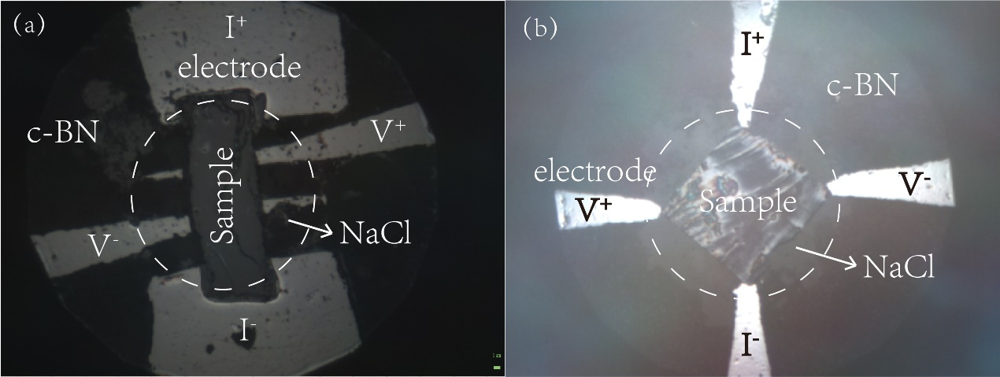 (a)
I⁺
electrode
c-BN
V⁺
Sample
V⁻
NaCl
I⁻
(b)
I⁺
c-BN
electrode
V⁺
Sample
V⁻
NaCl
I⁻